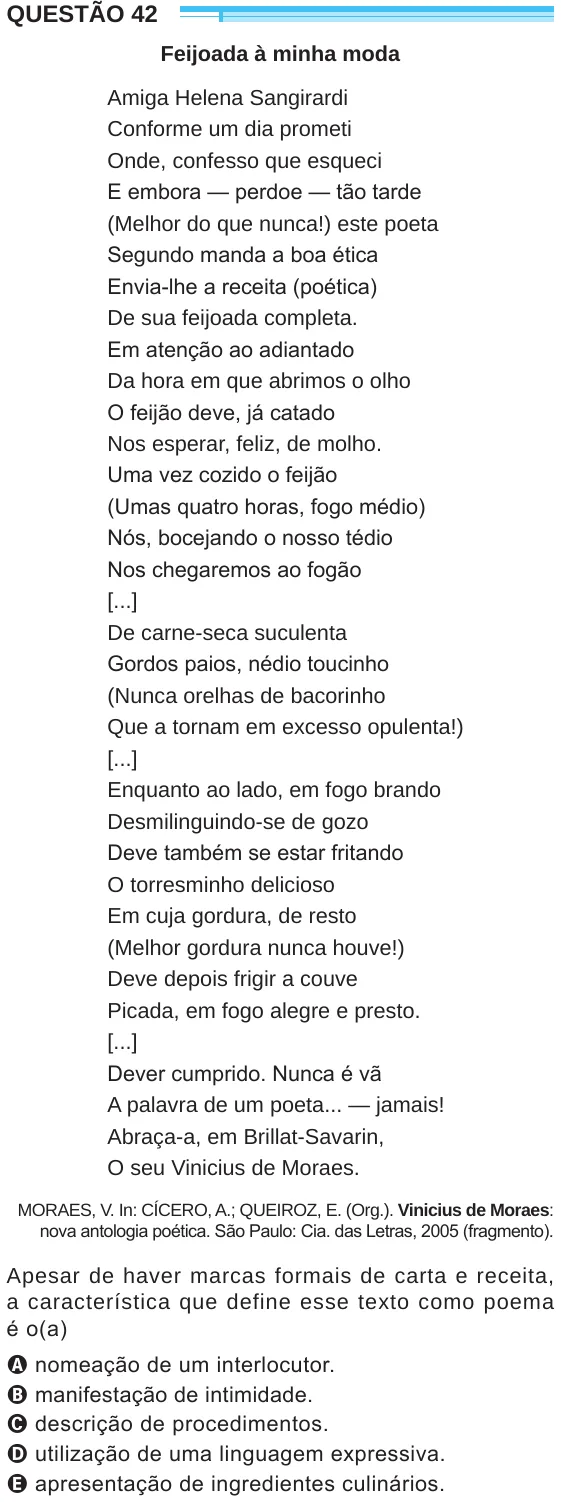 QUESTÃO 42
Feijoada à minha moda
Amiga Helena Sangirardi
Conforme um dia prometi
Onde, confesso que esqueci
E embora — perdoe — tão tarde
(Melhor do que nunca!) este poeta
Segundo manda a boa ética
Envia-lhe a receita (poética)
De sua feijoada completa.
Em atenção ao adiantado
Da hora em que abrimos o olho
O feijão deve, já catado
Nos esperar, feliz, de molho.
Uma vez cozido o feijão
(Umas quatro horas, fogo médio)
Nós, bocejando o nosso tédio
Nos chegaremos ao fogão
[...]
De carne-seca suculenta
Gordos paios, nédio toucinho
(Nunca orelhas de bacorinho
Que a tornam em excesso opulenta!)
[...]
Enquanto ao lado, em fogo brando
Desmilinguindo-se de gozo
Deve também se estar fritando
O torresminho delicioso
Em cuja gordura, de resto
(Melhor gordura nunca houve!)
Deve depois frigir a couve
Picada, em fogo alegre e presto.
[...]
Dever cumprido. Nunca é vã
A palavra de um poeta... — jamais!
Abraça-a, em Brillat-Savarin,
O seu Vinicius de Moraes.
MORAES, V. In: CÍCERO, A.; QUEIROZ, E. (Org.). Vinicius de Moraes:
nova antologia poética. São Paulo: Cia. das Letras, 2005 (fragmento).
Apesar de haver marcas formais de carta e receita,
a característica que define esse texto como poema
é o(a)
A nomeação de um interlocutor.
B manifestação de intimidade.
C descrição de procedimentos.
D utilização de uma linguagem expressiva.
E apresentação de ingredientes culinários.